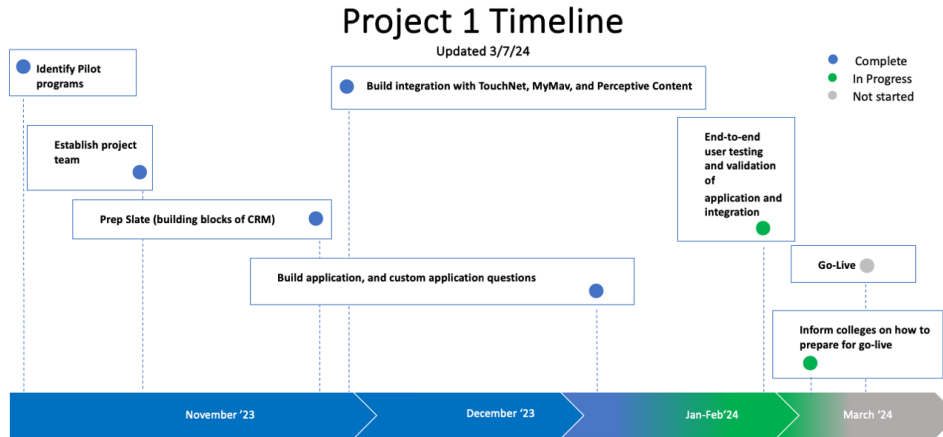 Project 1 Timeline
Updated 3/7/24
Complete
In Progress
Not started
Identify Pilot
programs
Build integration with TouchNet, MyMav, and Perceptive Content
Establish project
team
End-to-end
user testing
and validation
of
application and
integration
Prep Slate (building blocks of CRM)
Go-Live
Build application, and custom application questions
Inform colleges on how to
prepare for go-live
November ’23
December ’23
Jan-Feb’24
March ’24